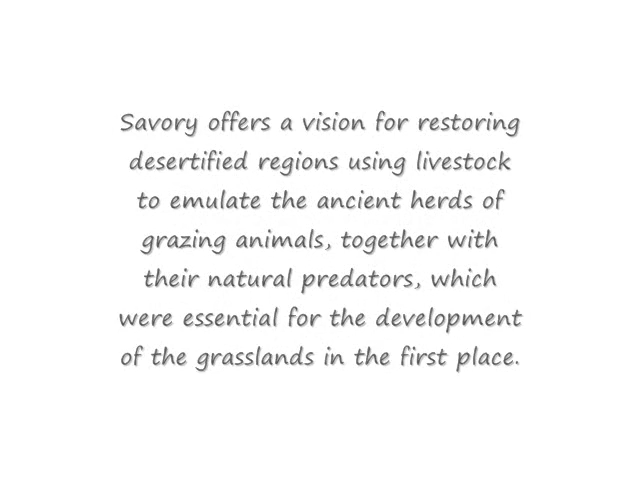 Savory offers a vision for restoring
desertified regions using livestock
to emulate the ancient herds of
grazing animals, together with
their natural predators, which
were essential for the development
of the grasslands in the first place.